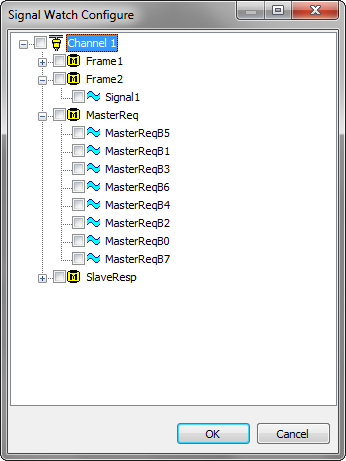 Signal Watch Configure
Channel 1
M Frame1
M Frame2
Signal1
M MasterReq
MasterReqB5
MasterReqB1
MasterReqB3
MasterReqB6
MasterReqB4
MasterReqB2
MasterReqB0
MasterReqB7
M SlaveResp
OK Cancel